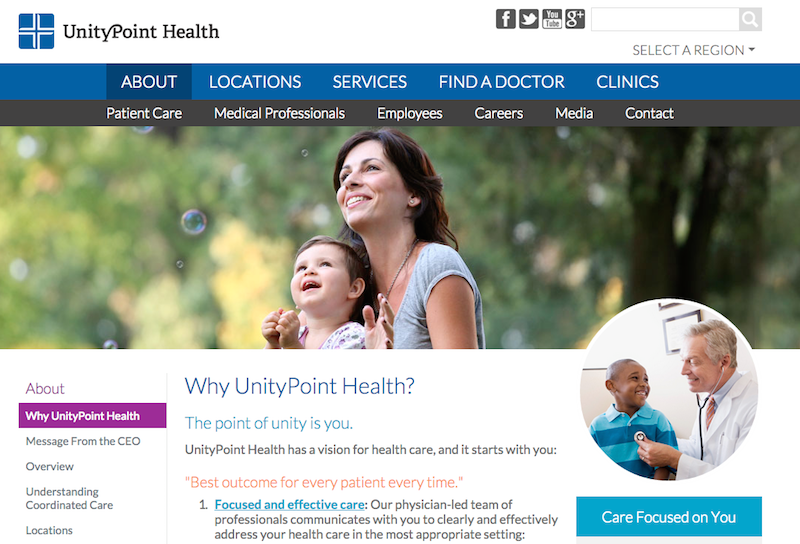 UnityPoint Health
You
Tube
g+
SELECT A REGION
ABOUT LOCATIONS SERVICES FIND A DOCTOR CLINICS
Patient Care Medical Professionals Employees Careers Media Contact
About
Why UnityPoint Health
Message From the CEO
Overview
Understanding
Coordinated Care
Locations
Why UnityPoint Health?
The point of unity is you.
UnityPoint Health has a vision for health care, and it starts with you:
"Best outcome for every patient every time."
1. Focused and effective care: Our physician-led team of
professionals communicates with you to clearly and effectively
address your health care in the most appropriate setting:
Care Focused on You